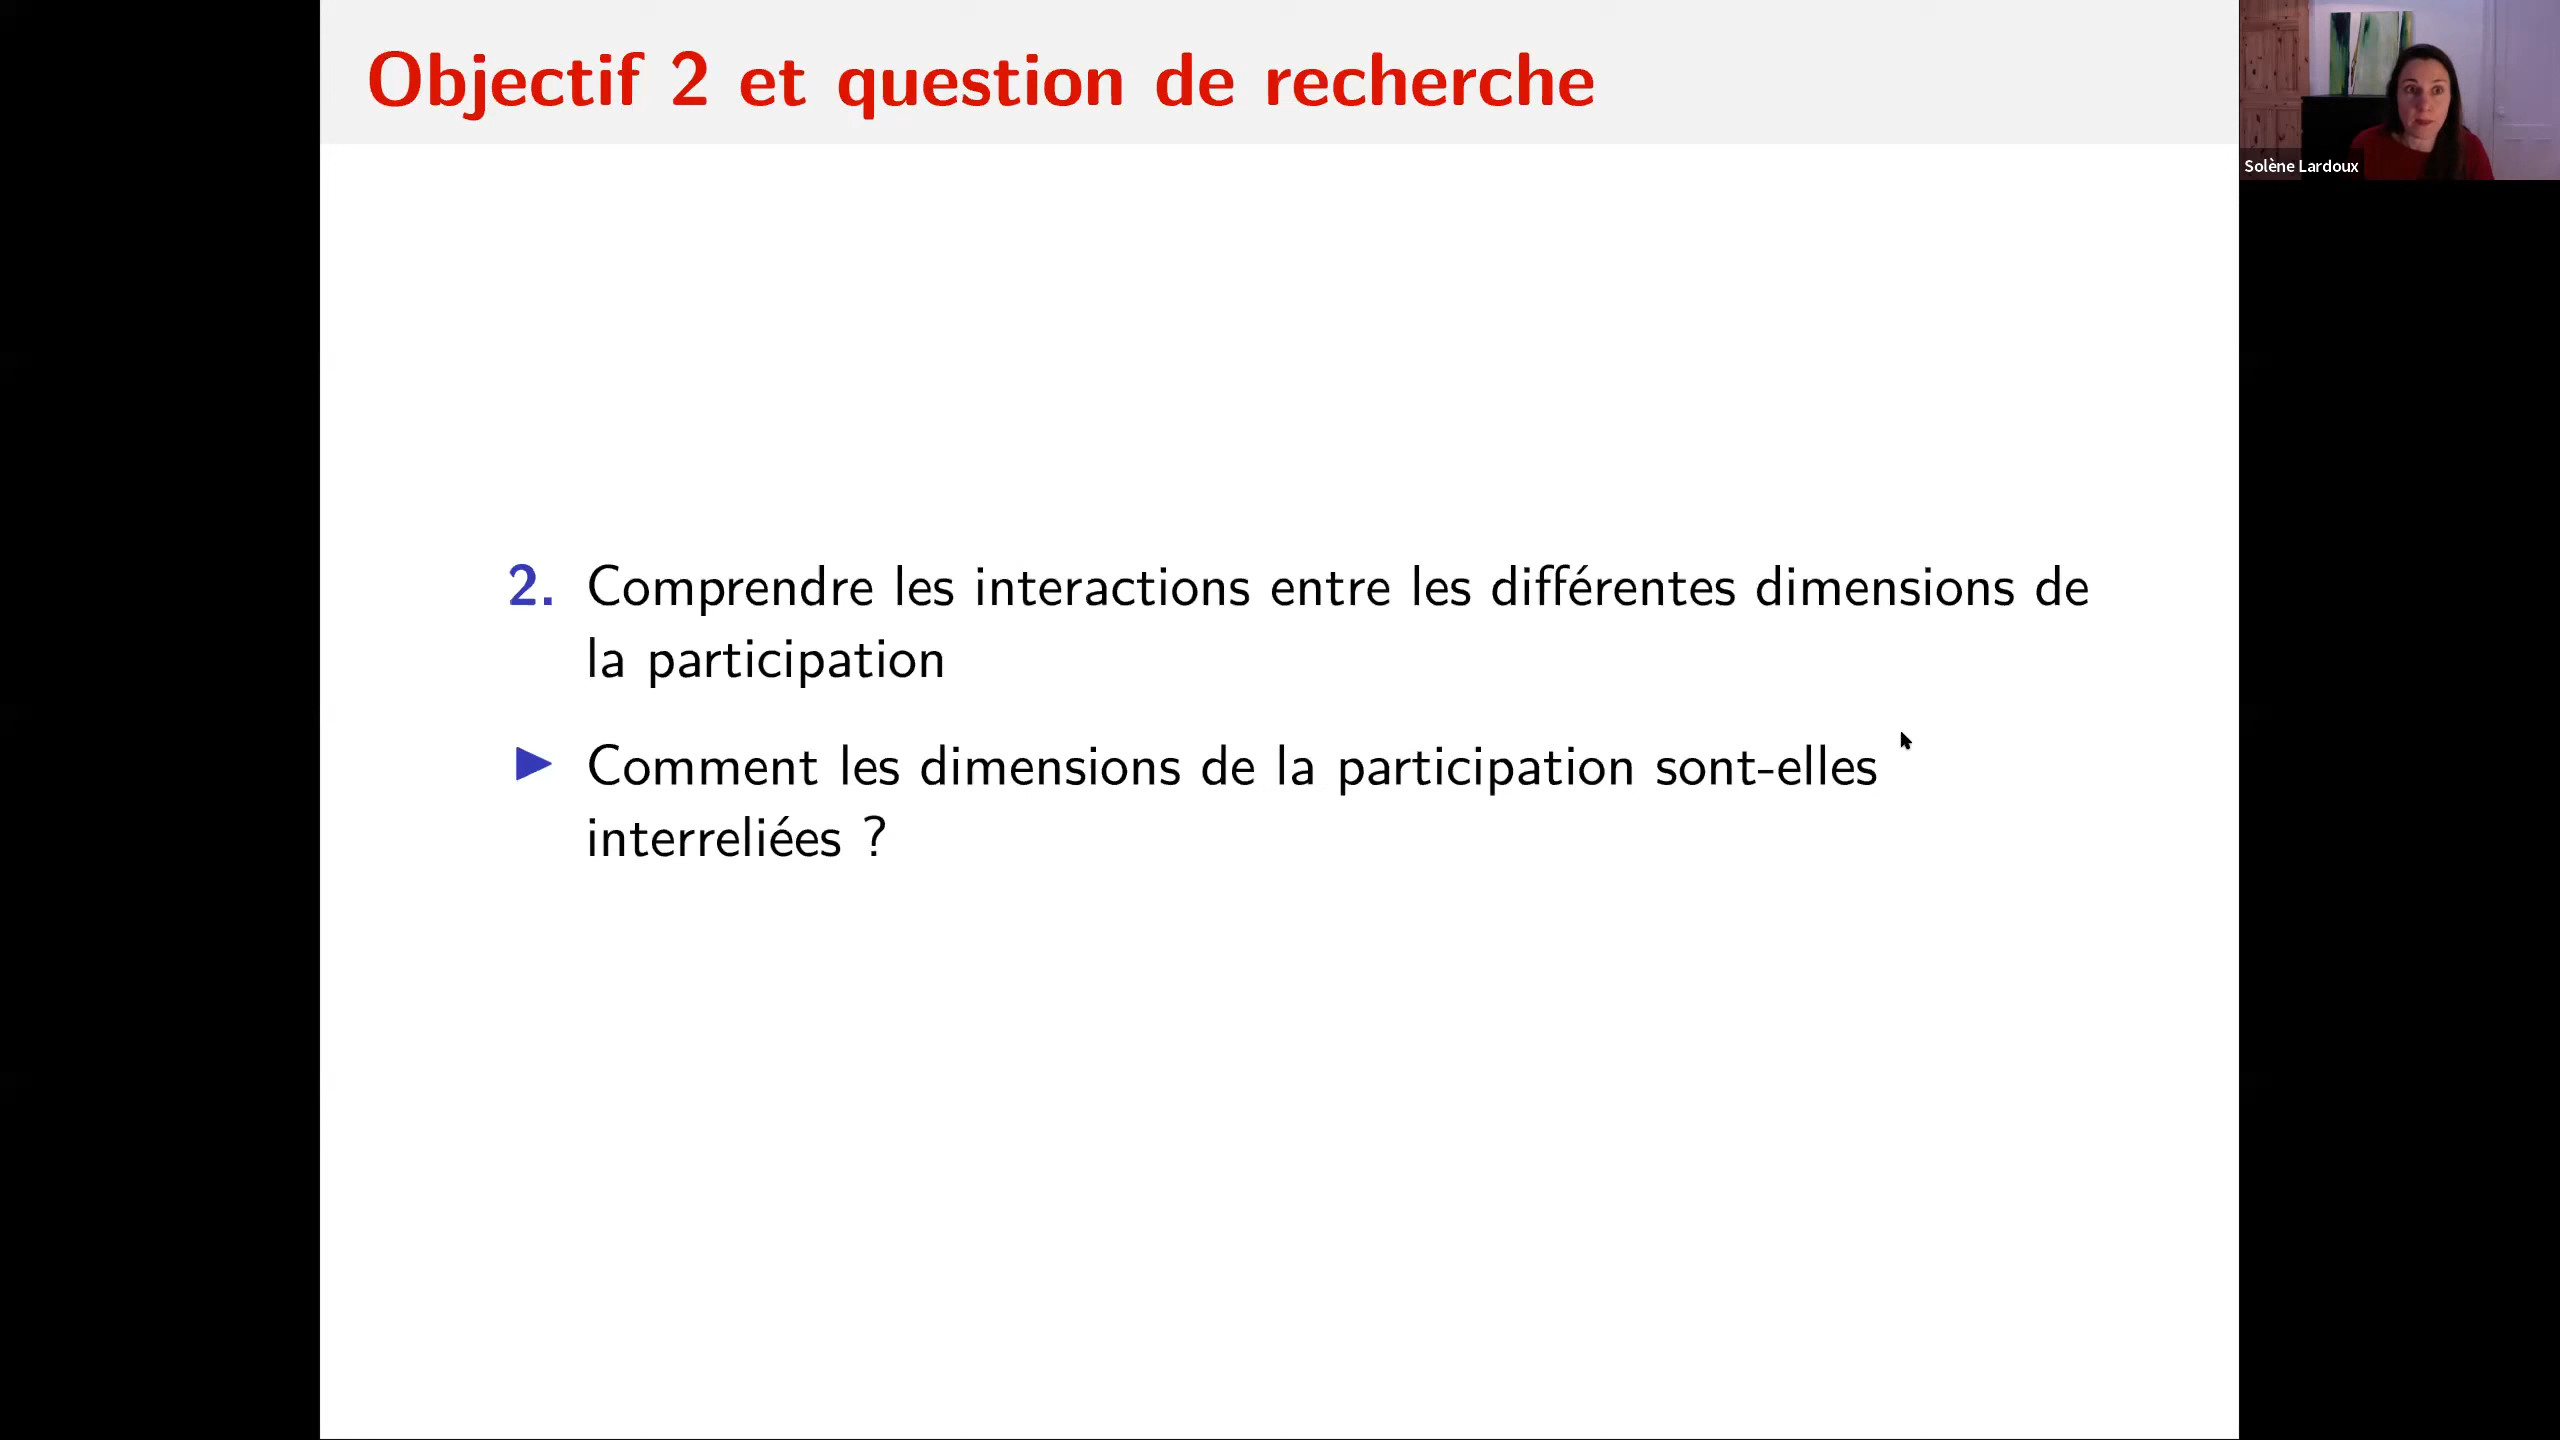 Objectif 2 et question de recherche
Solène Lardoux
2. Comprendre les interactions entre les différentes dimensions de
la participation
▶ Comment les dimensions de la participation sont-elles
interreliées ?